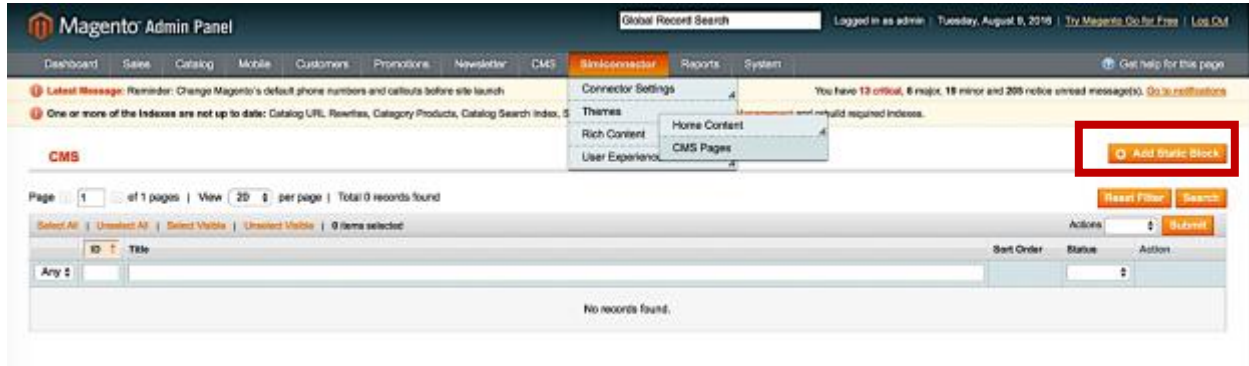 Magento Admin Panel
Global Record Search
Logged in as admin | Tuesday, August 9, 2016 | Try Magento Go for Free | Log Out
Dashboard Sales Catalog Mobile Customers Promotions Newsletter CMS Simiconnector Reports System Get help for this page
Latest Message: Reminder: Change Magento's default phone numbers and callouts before site launch
You have 13 critical, 6 major, 19 minor and 205 notice unread message(s). Go to notifications
One or more of the Indexes are not up to date: Catalog URL Rewrites, Category Products, Catalog Search Index, S
Management and rebuild required indexes.
Connector Settings
Themes
Rich Content
User Experience
Home Content
CMS Pages
CMS
Add Static Block
Page 1 of 1 pages | View 20 per page | Total 0 records found
Reset Filter Search
Select All | Unselect All | Select Visible | Unselect Visible | 0 items selected
Actions Submit
ID Title Sort Order Status Action
Any
No records found.